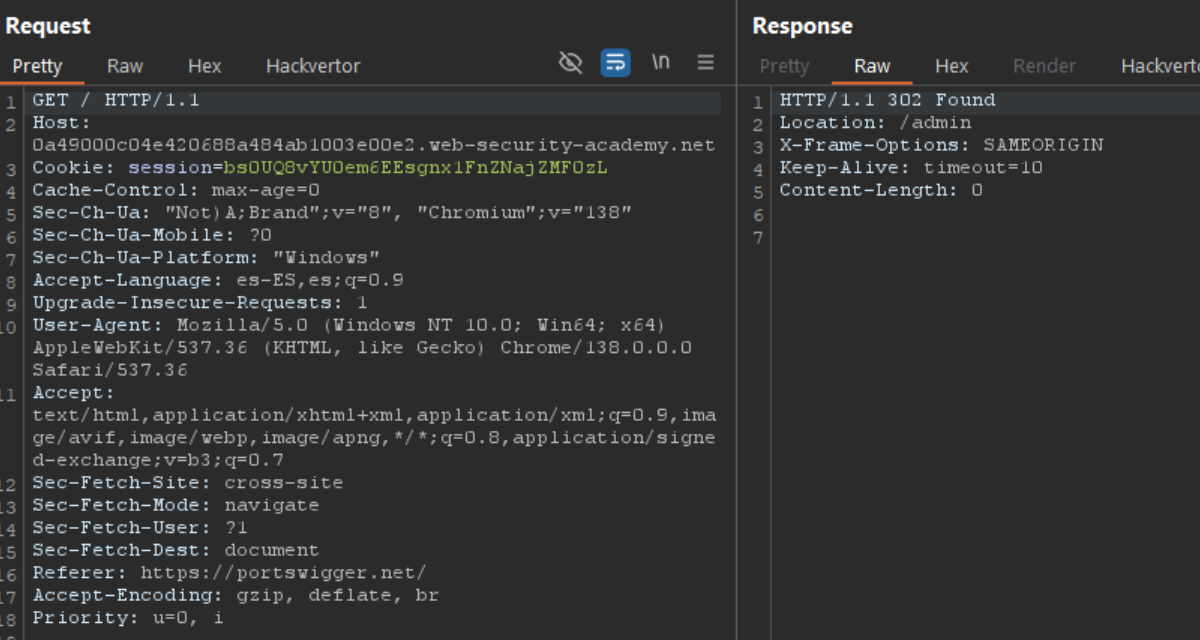 Request
Pretty Raw Hex Hackvertor \n
1 GET / HTTP/1.1
2 Host:
0a49000c04e420688a484ab1003e00e2.web-security-academy.net
3 Cookie: session=bsOUQ8vYUOem6EEsgnx1FnZNajZMFOzL
4 Cache-Control: max-age=0
5 Sec-Ch-Ua: "Not)A;Brand";v="8", "Chromium";v="138"
6 Sec-Ch-Ua-Mobile: ?0
7 Sec-Ch-Ua-Platform: "Windows"
8 Accept-Language: es-ES,es;q=0.9
9 Upgrade-Insecure-Requests: 1
10 User-Agent: Mozilla/5.0 (Windows NT 10.0; Win64; x64)
AppleWebKit/537.36 (KHTML, like Gecko) Chrome/138.0.0.0
Safari/537.36
11 Accept:
text/html,application/xhtml+xml,application/xml;q=0.9,ima
ge/avif,image/webp,image/apng,*/*;q=0.8,application/signe
d-exchange;v=b3;q=0.7
12 Sec-Fetch-Site: cross-site
13 Sec-Fetch-Mode: navigate
14 Sec-Fetch-User: ?1
15 Sec-Fetch-Dest: document
16 Referer: https://portswigger.net/
17 Accept-Encoding: gzip, deflate, br
18 Priority: u=0, i
Response
Pretty Raw Hex Render Hackverto
1 HTTP/1.1 302 Found
2 Location: /admin
3 X-Frame-Options: SAMEORIGIN
4 Keep-Alive: timeout=10
5 Content-Length: 0
6
7